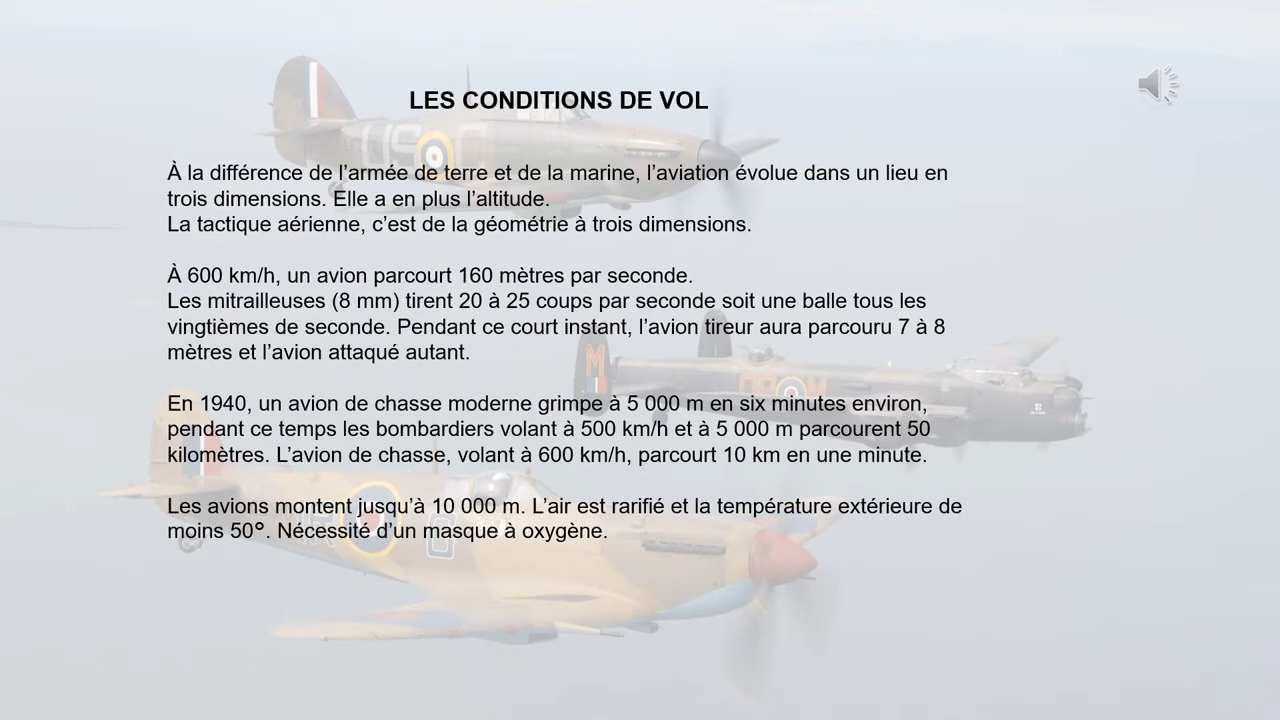 LES CONDITIONS DE VOL
À la différence de l’armée de terre et de la marine, l’aviation évolue dans un lieu en
trois dimensions. Elle a en plus l’altitude.
La tactique aérienne, c’est de la géométrie à trois dimensions.
À 600 km/h, un avion parcourt 160 mètres par seconde.
Les mitrailleuses (8 mm) tirent 20 à 25 coups par seconde soit une balle tous les
vingtièmes de seconde. Pendant ce court instant, l’avion tireur aura parcouru 7 à 8
mètres et l’avion attaqué autant.
En 1940, un avion de chasse moderne grimpe à 5 000 m en six minutes environ,
pendant ce temps les bombardiers volant à 500 km/h et à 5 000 m parcourent 50
kilomètres. L’avion de chasse, volant à 600 km/h, parcourt 10 km en une minute.
Les avions montent jusqu’à 10 000 m. L’air est rarifié et la température extérieure de
moins 50°. Nécessité d’un masque à oxygène.